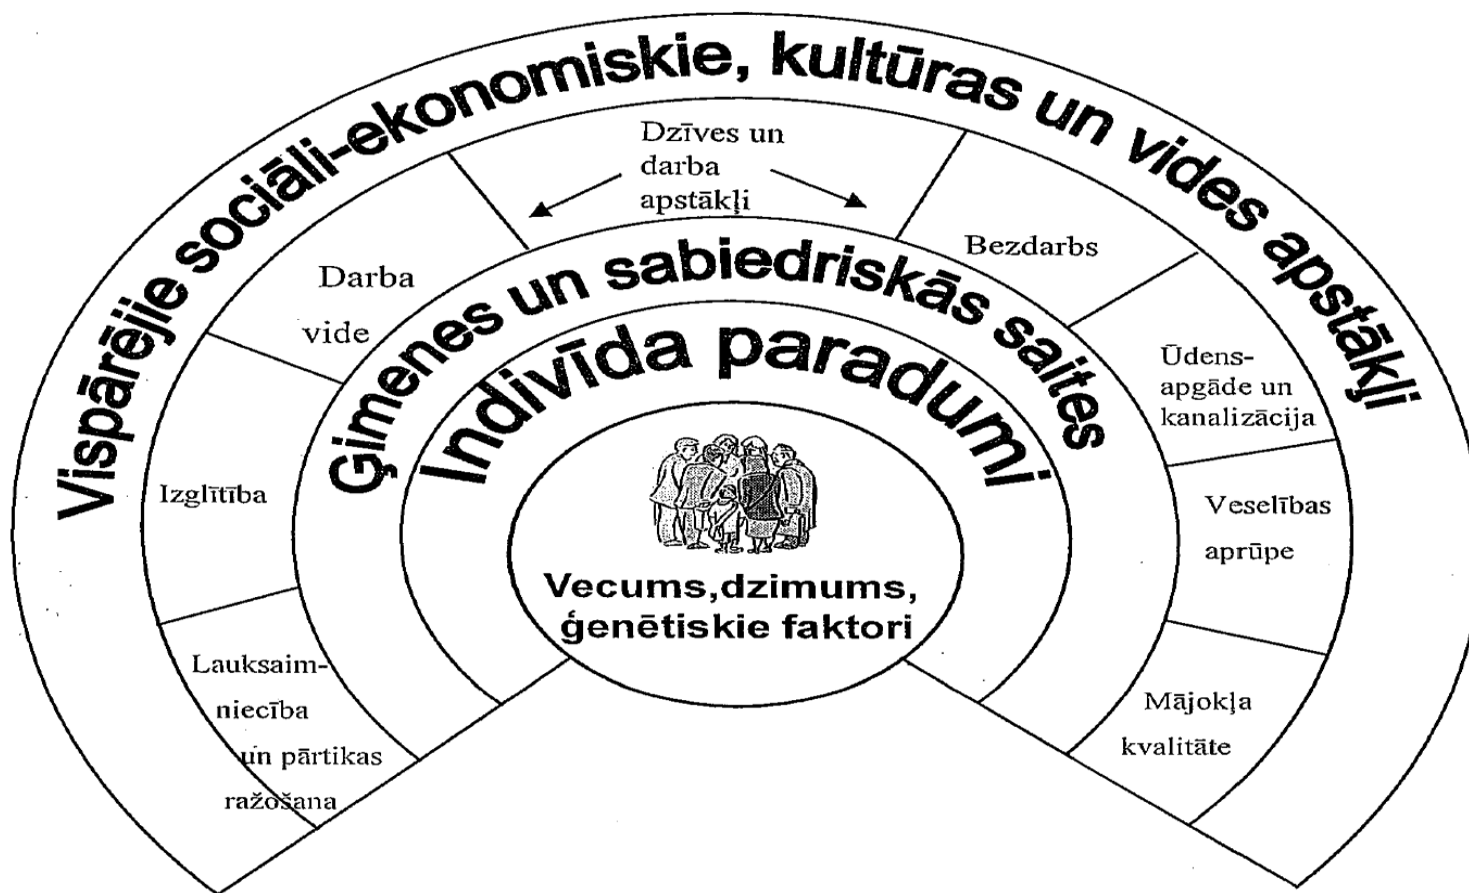 Vispārējie sociāli-ekonomiskie, kultūras un vides apstākļi
Dzīves un
darba
apstākļi
Darba
vide
Bezdarbs
Izglītība
Ūdens-
apgāde un
kanalizācija
Lauksaim-
niecība
un pārtikas
ražošana
Veselības
aprūpe
Mājokļa
kvalitāte
Ģimenes un sabiedriskās saites
Indivīda paradumi
Vecums,dzimums,
ģenētiskie faktori